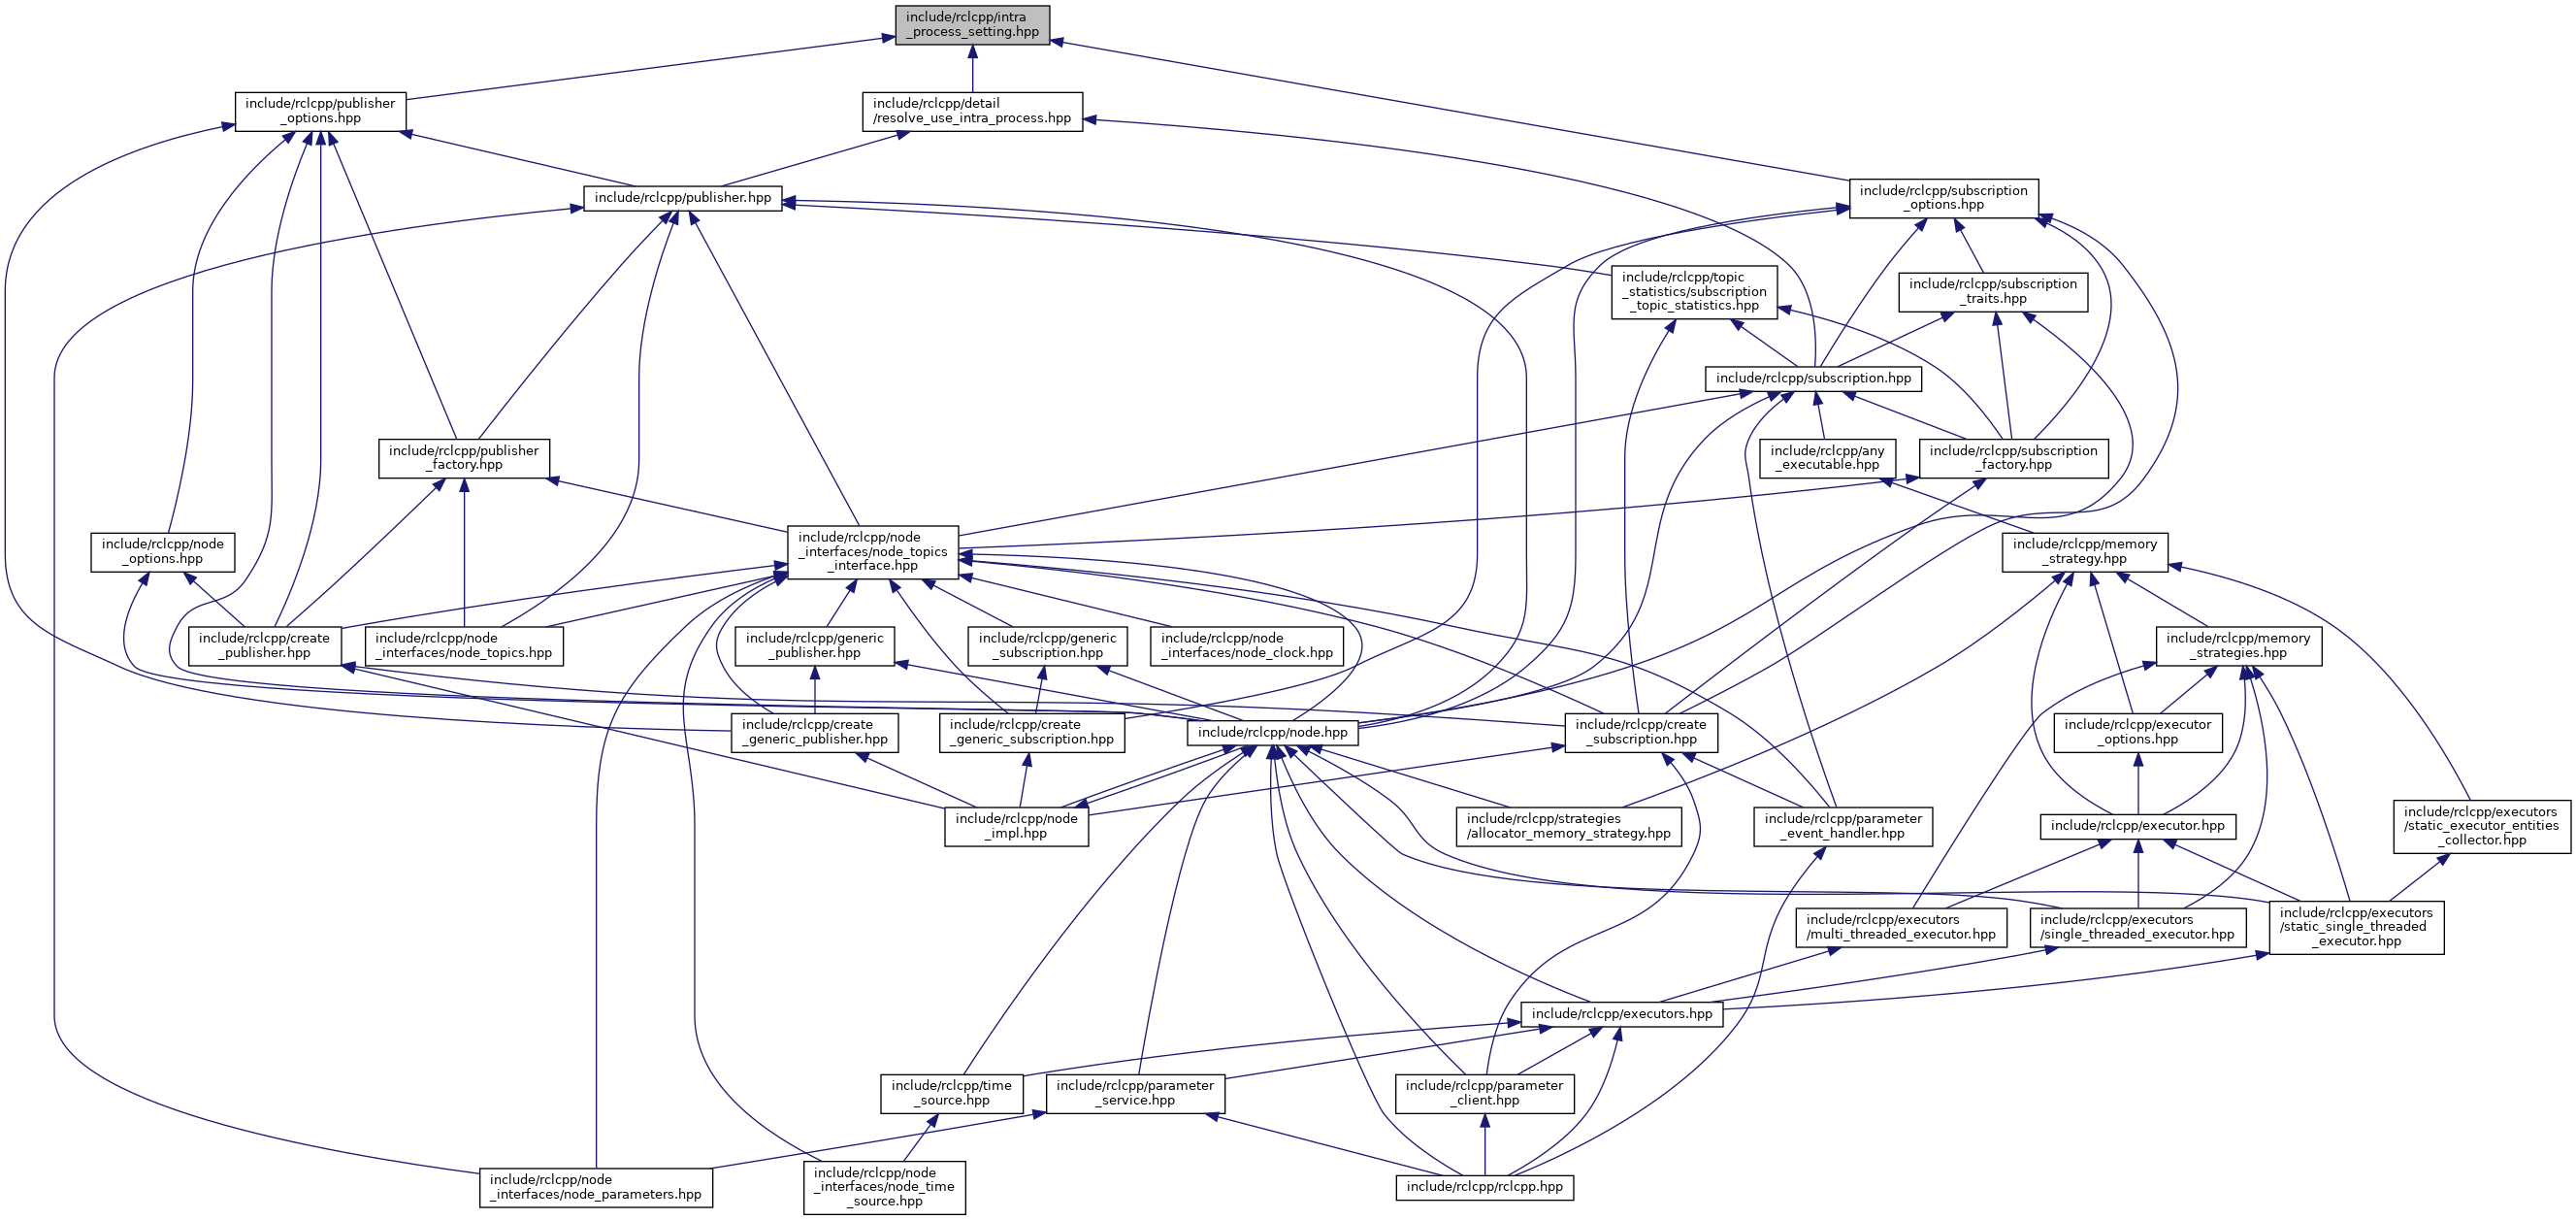 include/rclcpp/intra
_process_setting.hpp
include/rclcpp/publisher
_options.hpp
include/rclcpp/detail
/resolve_use_intra_process.hpp
include/rclcpp/publisher.hpp
include/rclcpp/subscription
_options.hpp
include/rclcpp/topic
_statistics/subscription
_topic_statistics.hpp
include/rclcpp/subscription
_traits.hpp
include/rclcpp/subscription.hpp
include/rclcpp/publisher
_factory.hpp
include/rclcpp/any
_executable.hpp
include/rclcpp/subscription
_factory.hpp
include/rclcpp/node
_options.hpp
include/rclcpp/node
_interfaces/node_topics
_interface.hpp
include/rclcpp/memory
_strategy.hpp
include/rclcpp/create
_publisher.hpp
include/rclcpp/node
_interfaces/node_topics.hpp
include/rclcpp/generic
_publisher.hpp
include/rclcpp/generic
_subscription.hpp
include/rclcpp/node
_interfaces/node_clock.hpp
include/rclcpp/memory
_strategies.hpp
include/rclcpp/create
_generic_publisher.hpp
include/rclcpp/create
_generic_subscription.hpp
include/rclcpp/node.hpp
include/rclcpp/create
_subscription.hpp
include/rclcpp/executor
_options.hpp
include/rclcpp/node
_impl.hpp
include/rclcpp/strategies
/allocator_memory_strategy.hpp
include/rclcpp/parameter
_event_handler.hpp
include/rclcpp/executor.hpp
include/rclcpp/executors
/static_executor_entities
_collector.hpp
include/rclcpp/executors
/multi_threaded_executor.hpp
include/rclcpp/executors
/single_threaded_executor.hpp
include/rclcpp/executors
/static_single_threaded
_executor.hpp
include/rclcpp/executors.hpp
include/rclcpp/time
_source.hpp
include/rclcpp/parameter
_service.hpp
include/rclcpp/parameter
_client.hpp
include/rclcpp/node
_interfaces/node_parameters.hpp
include/rclcpp/node
_interfaces/node_time
_source.hpp
include/rclcpp/rclcpp.hpp